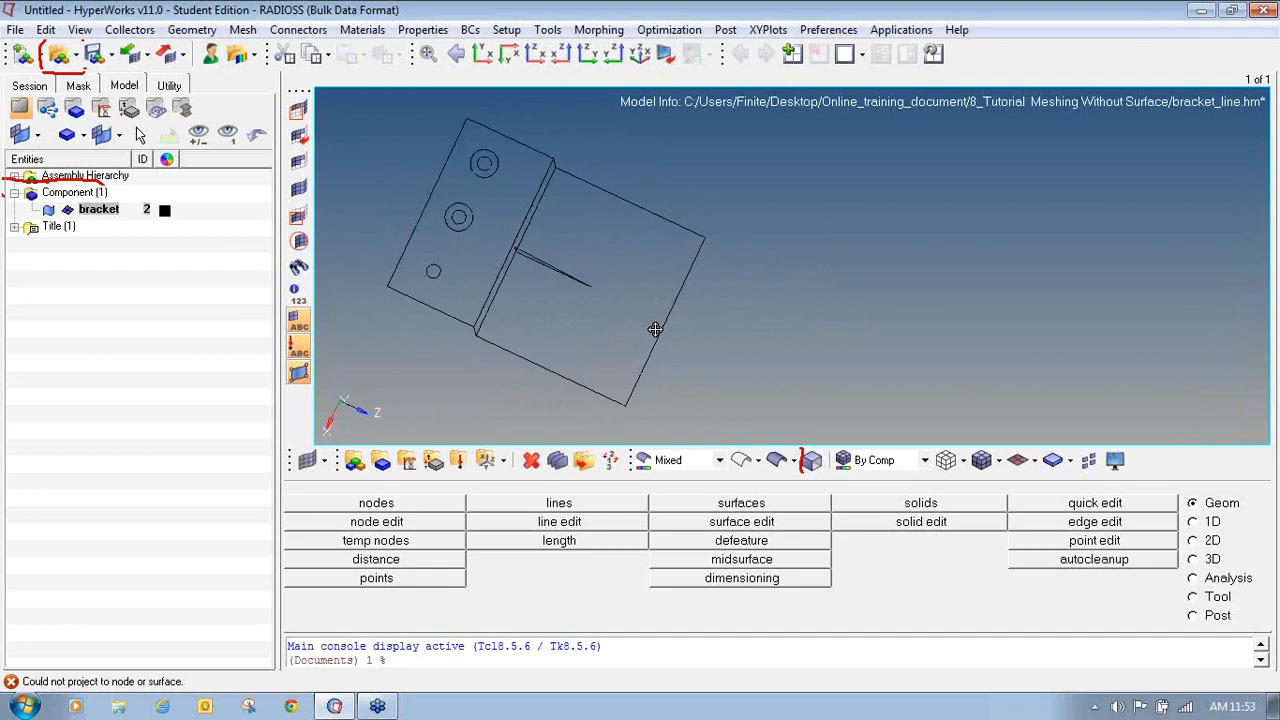 Untitled - HyperWorks v11.0 - Student Edition - RADIOSS (Bulk Data Format)
File Edit View Collectors Geometry Mesh Connectors Materials Properties BCs Setup Tools Morphing Optimization Post XYPlots Preferences Applications Help
Session Mask Model Utility
1 of 1
Model Info: C:/Users/Finite/Desktop/Online_training_document/8_Tutorial Meshing Without Surface/bracket_line.hm*
Entities ID
Assembly Hierarchy
Component (1)
bracket 2
Title (1)
123
ABC
ABC
X
Z
Mixed By Comp
nodes lines surfaces solids quick edit Geom
node edit line edit surface edit solid edit edge edit 1D
temp nodes length defeature point edit 2D
distance midsurface autocleanup 3D
points dimensioning Analysis
Tool
Post
Main console display active (Tcl8.5.6 / Tk8.5.6)
(Documents) 1 %
Could not project to node or surface.
AM 11:53